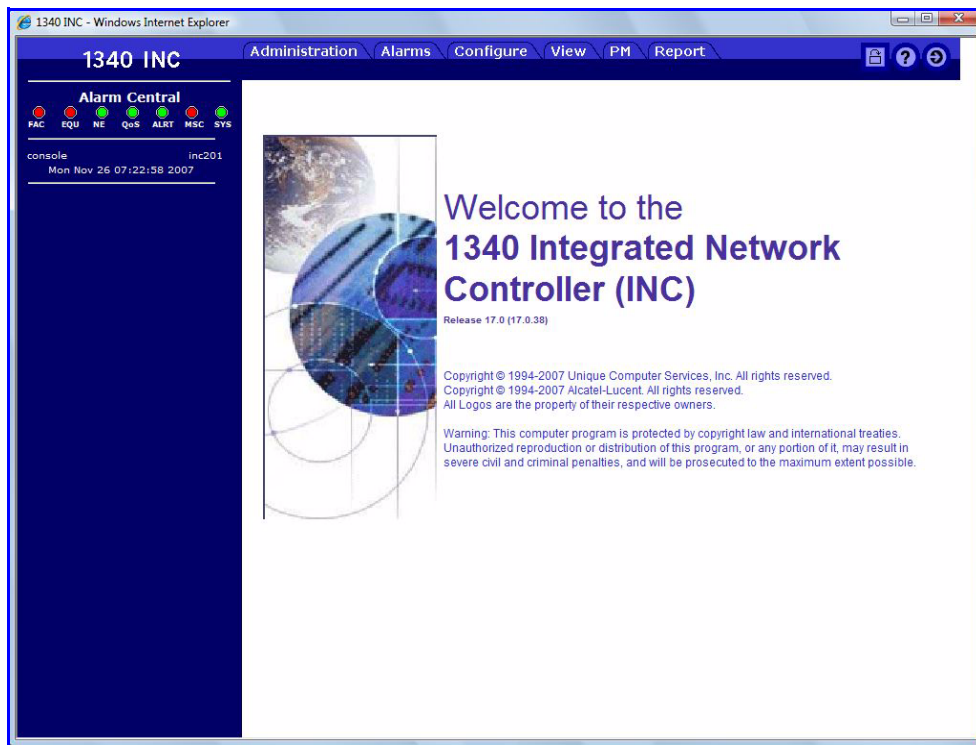 1340 INC - Windows Internet Explorer
1340 INC
Administration Alarms Configure View PM Report
?
Alarm Central
FAC EQU NE QoS ALRT MSC SYS
console inc201
Mon Nov 26 07:22:58 2007
Welcome to the
1340 Integrated Network
Controller (INC)
Release 17.0 (17.0.38)
Copyright © 1994-2007 Unique Computer Services, Inc. All rights reserved.
Copyright © 1994-2007 Alcatel-Lucent. All rights reserved.
All Logos are the property of their respective owners.
Warning: This computer program is protected by copyright law and international treaties.
Unauthorized reproduction or distribution of this program, or any portion of it, may result in
severe civil and criminal penalties, and will be prosecuted to the maximum extent possible.